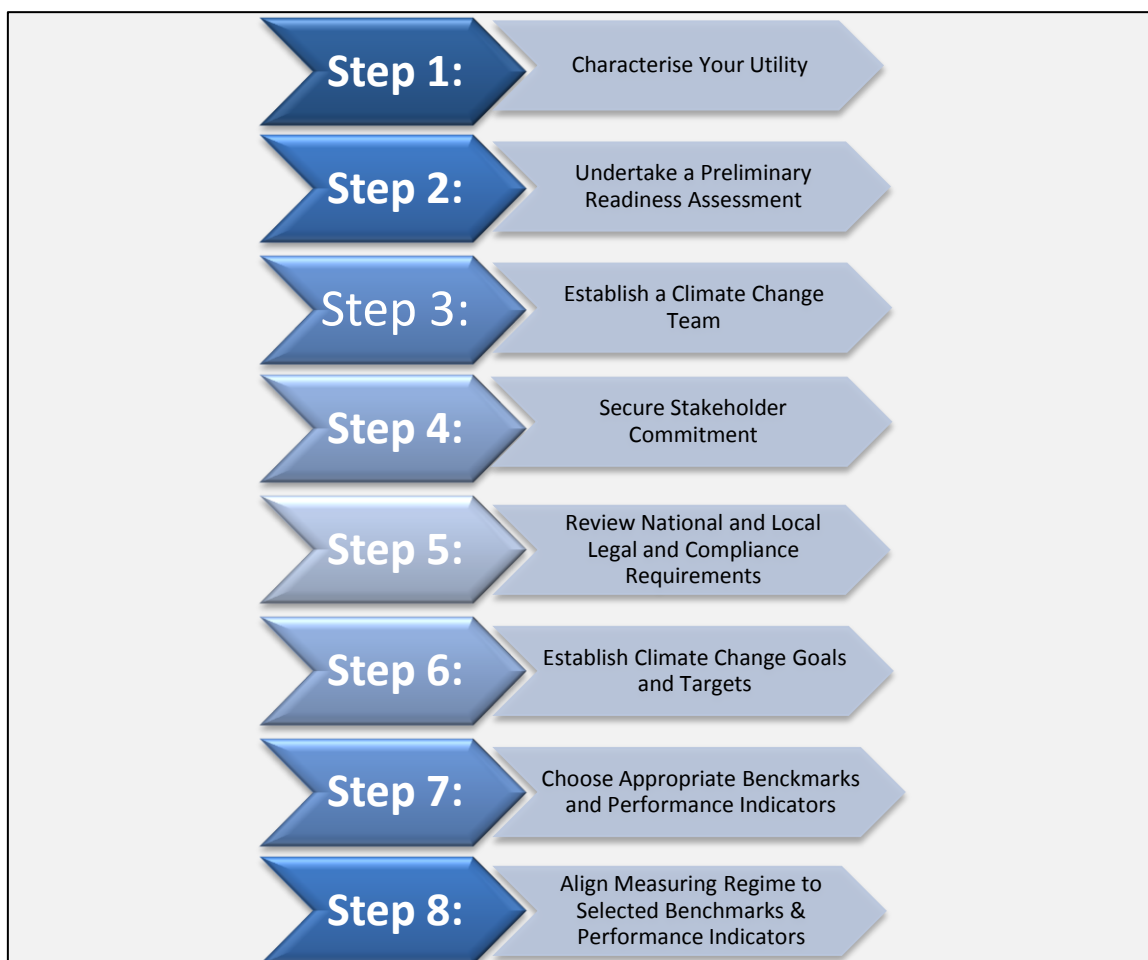 Step 1:
Characterise Your Utility
Step 2:
Undertake a Preliminary
Readiness Assessment
Step 3:
Establish a Climate Change
Team
Step 4:
Secure Stakeholder
Commitment
Step 5:
Review National and Local
Legal and Compliance
Requirements
Step 6:
Establish Climate Change Goals
and Targets
Step 7:
Choose Appropriate Benckmarks
and Performance Indicators
Step 8:
Align Measuring Regime to
Selected Benchmarks &
Performance Indicators